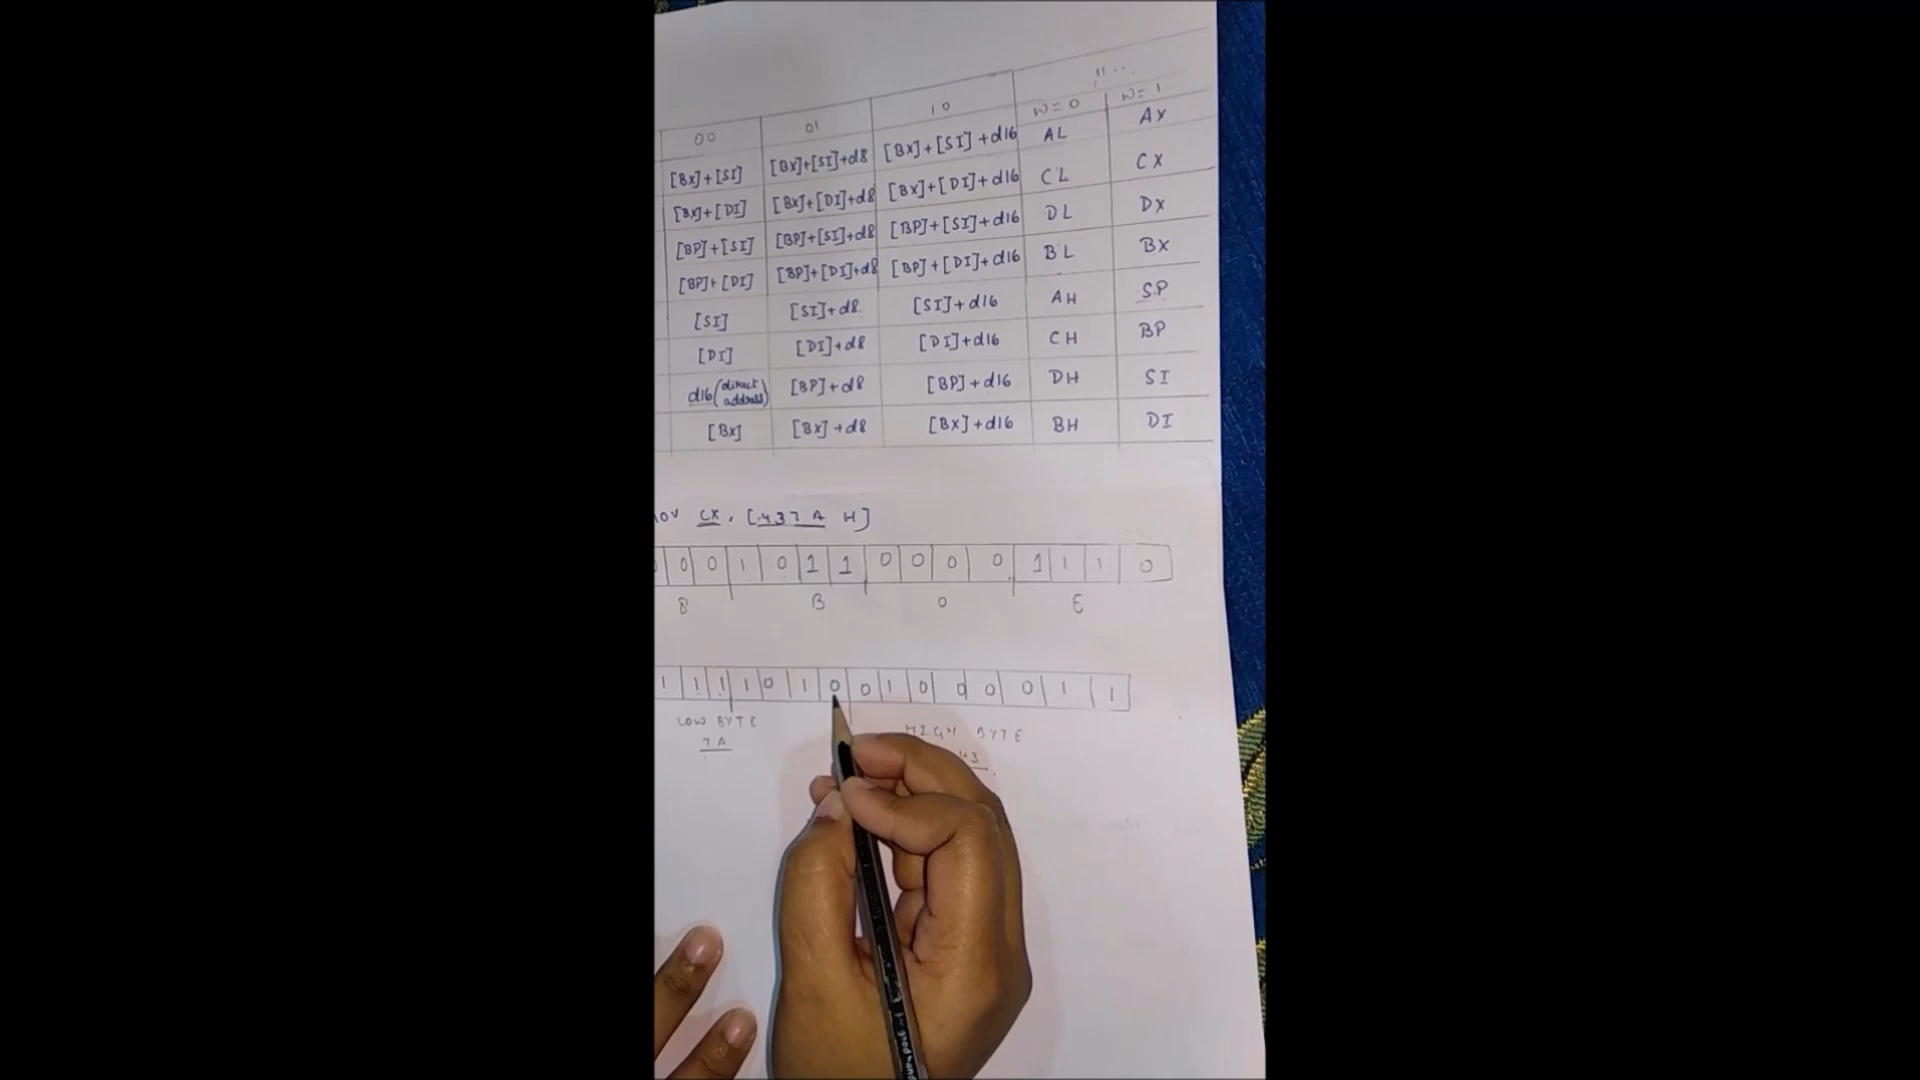 00 01 10 11
W=0 W=1
[BX]+[SI] [BX]+[SI]+d8 [BX]+[SI]+d16 AL AX
[BX]+[DI] [BX]+[DI]+d8 [BX]+[DI]+d16 CL CX
[BP]+[SI] [BP]+[SI]+d8 [BP]+[SI]+d16 DL DX
[BP]+[DI] [BP]+[DI]+d8 [BP]+[DI]+d16 BL BX
[SI] [SI]+d8 [SI]+d16 AH SP
[DI] [DI]+d8 [DI]+d16 CH BP
d16(direct address) [BP]+d8 [BP]+d16 DH SI
[BX] [BX]+d8 [BX]+d16 BH DI
OV CX, [437A H]
0 0 1 0 1 1 0 0 0 0 1 1 1 0
8 B 0 E
1 1 1 1 0 1 0 0 1 0 0 0 0 1 1
LOW BYTE HIGH BYTE
7A 43